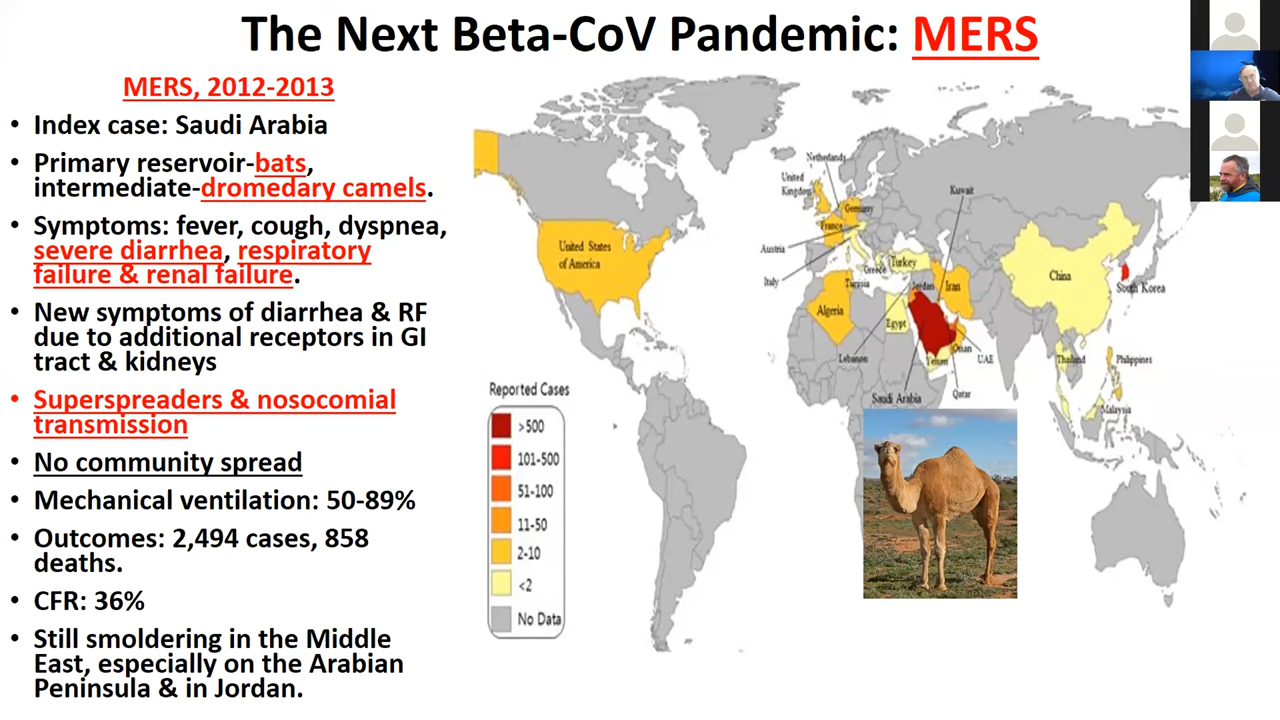 The Next Beta-CoV Pandemic: MERS
MERS, 2012-2013
• Index case: Saudi Arabia
• Primary reservoir-bats,
intermediate-dromedary camels.
• Symptoms: fever, cough, dyspnea,
severe diarrhea, respiratory
failure & renal failure.
• New symptoms of diarrhea & RF
due to additional receptors in GI
tract & kidneys
• Superspreaders & nosocomial
transmission
• No community spread
• Mechanical ventilation: 50-89%
• Outcomes: 2,494 cases, 858
deaths.
• CFR: 36%
• Still smoldering in the Middle
East, especially on the Arabian
Peninsula & in Jordan.
Netherlands
United
Kingdom
Germany
France
Austria
Italy
Greece
Turkey
Tunisia
Algeria
Egypt
Lebanon
Jordan
Kuwait
Iran
Saudi Arabia
Yemen
Oman
UAE
Qatar
United States
of America
China
South Korea
Thailand
Philippines
Malaysia
Reported Cases
>500
101-500
51-100
11-50
2-10
<2
No Data